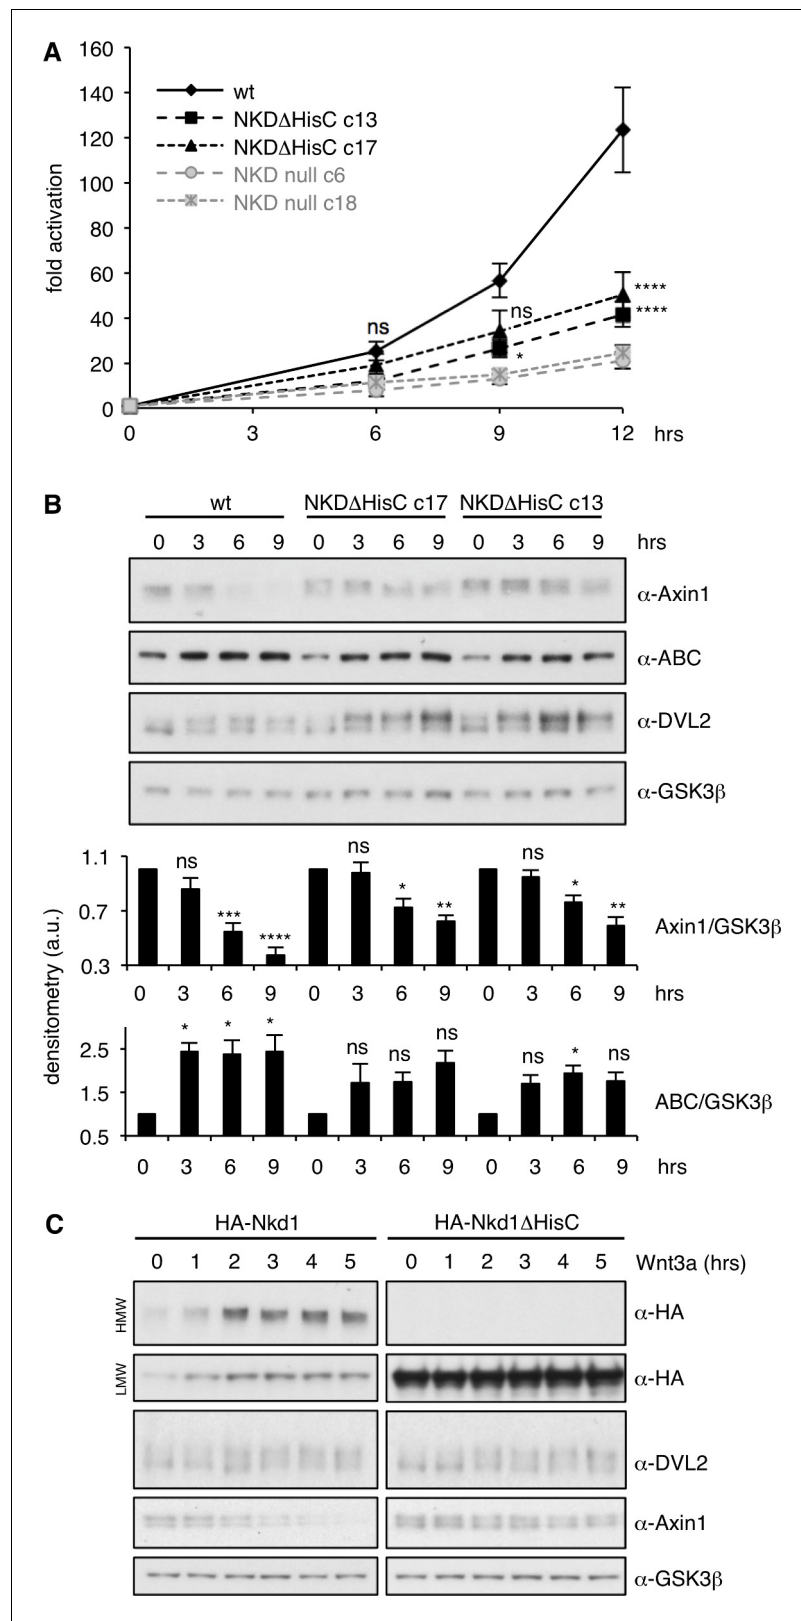 A
160
140
120
100
80
60
40
20
0
fold activation
wt
NKDΔHisC c13
NKDΔHisC c17
NKD null c6
NKD null c18
ns
ns
*
****
****
0 3 6 9 12 hrs
B
wt NKDΔHisC c17 NKDΔHisC c13
0 3 6 9 0 3 6 9 0 3 6 9 hrs
α-Axin1
α-ABC
α-DVL2
α-GSK3β
densitometry (a.u.)
1.1
0.7
0.3
ns *** **** ns * ** ns * **
Axin1/GSK3β
0 3 6 9 0 3 6 9 0 3 6 9 hrs
2.5
1.5
0.5
* * * ns ns ns ns * ns
ABC/GSK3β
0 3 6 9 0 3 6 9 0 3 6 9 hrs
C
HA-Nkd1 HA-Nkd1ΔHisC
0 1 2 3 4 5 0 1 2 3 4 5 Wnt3a (hrs)
HMW α-HA
LMW α-HA
α-DVL2
α-Axin1
α-GSK3β